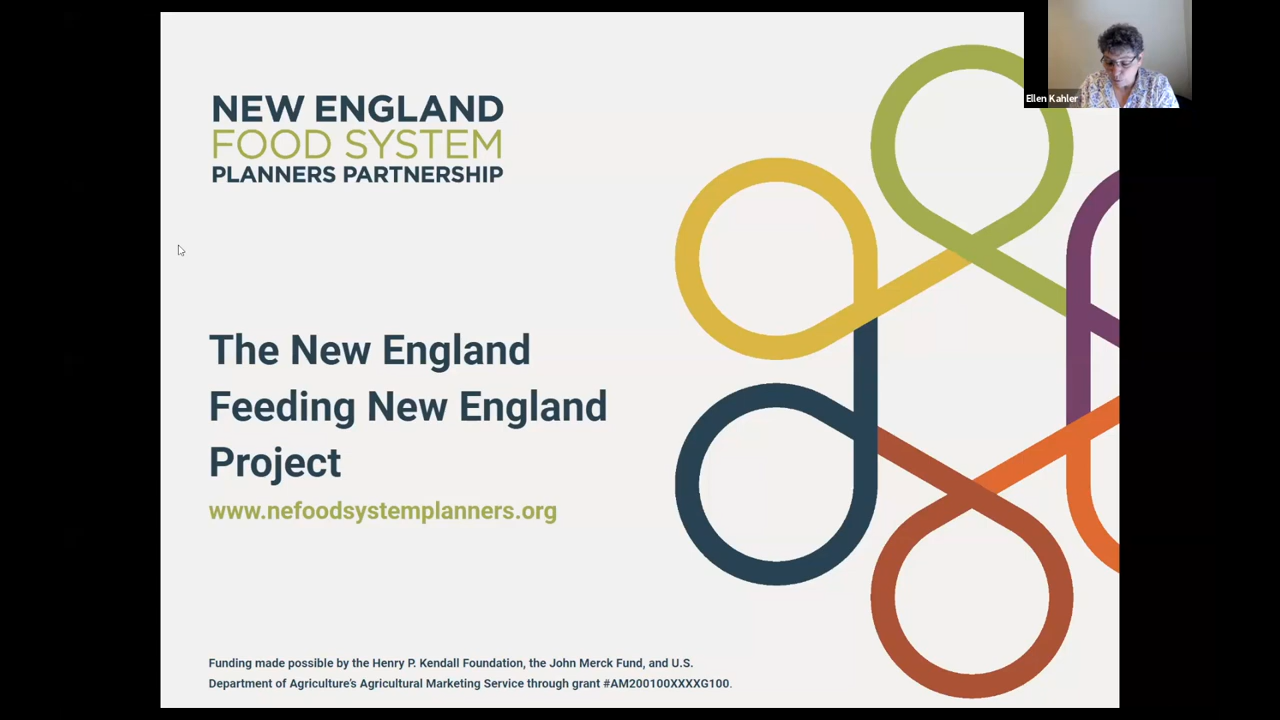 NEW ENGLAND
FOOD SYSTEM
PLANNERS PARTNERSHIP
Ellen Kahler
The New England
Feeding New England
Project
www.nefoodsystemplanners.org
Funding made possible by the Henry P. Kendall Foundation, the John Merck Fund, and U.S.
Department of Agriculture's Agricultural Marketing Service through grant #AM200100XXXXG100.